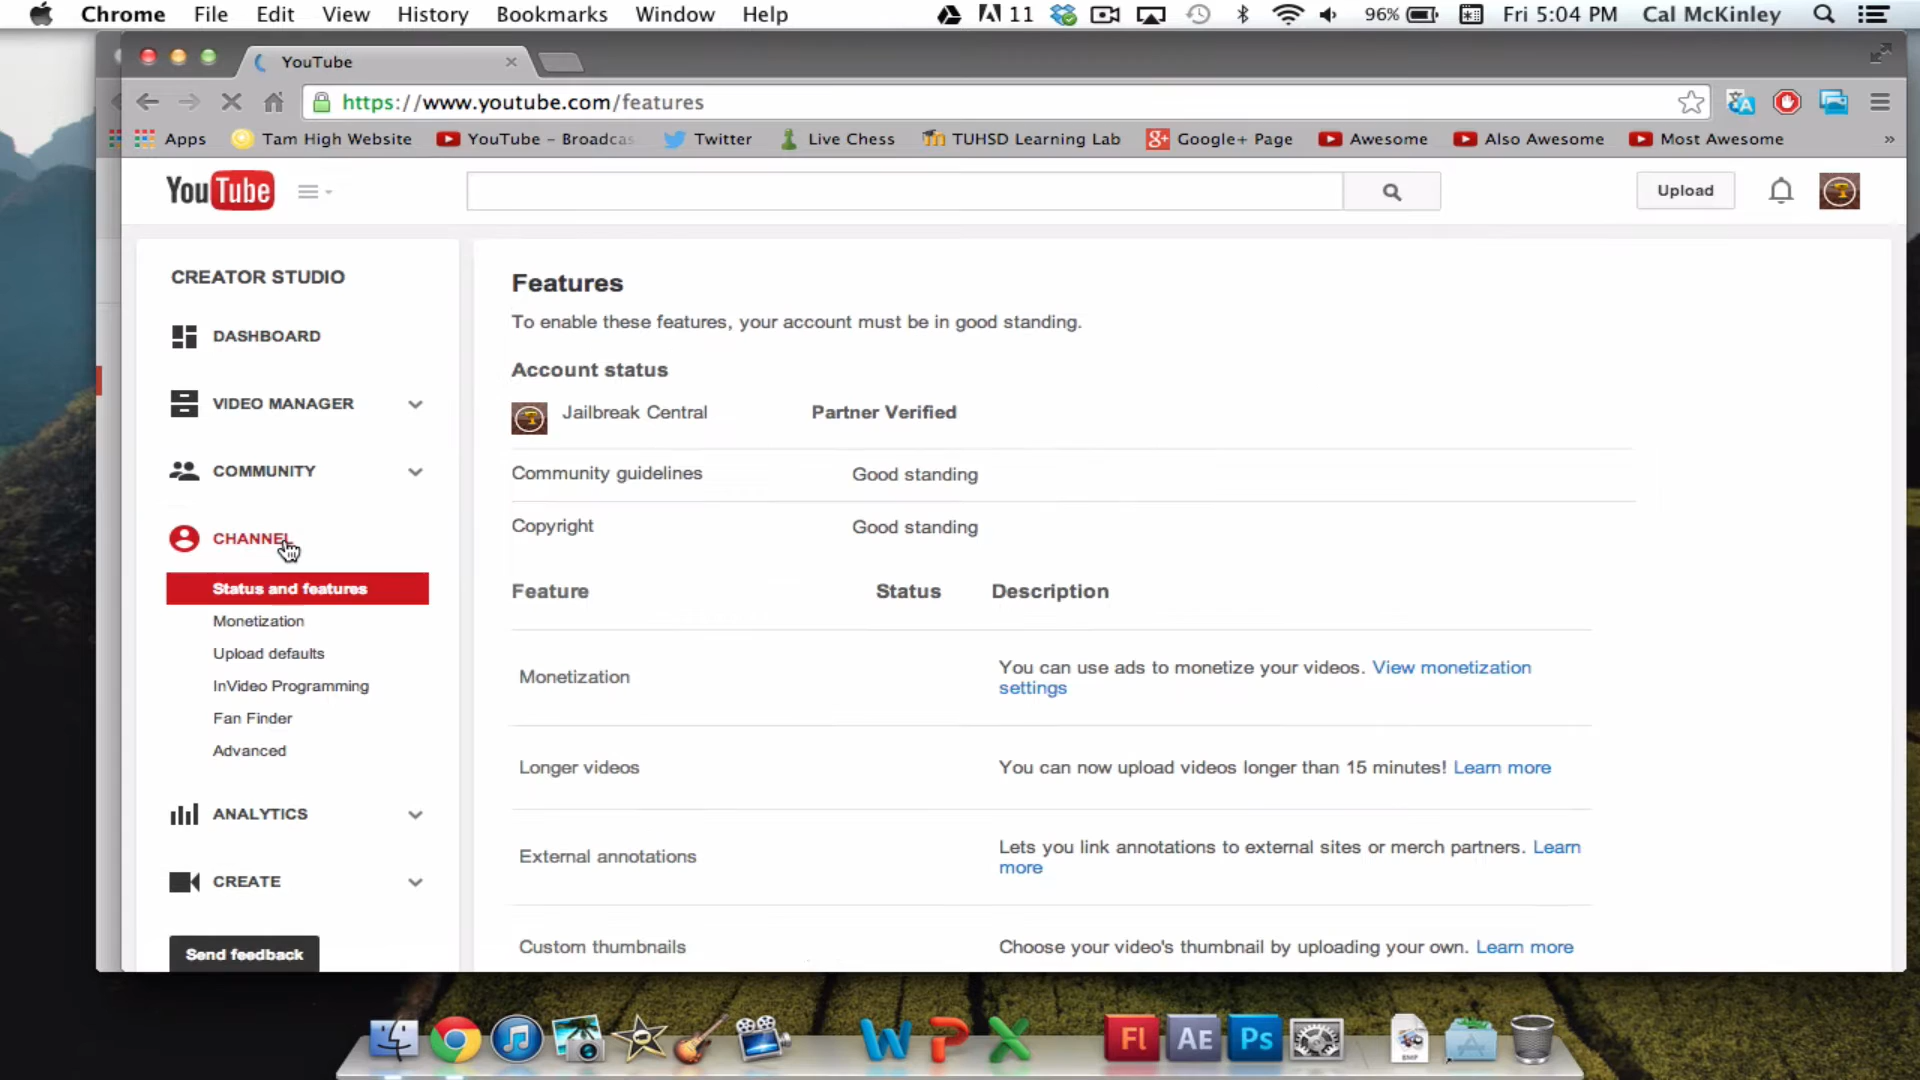 Chrome File Edit View History Bookmarks Window Help 11 96% Fri 5:04 PM Cal McKinley
YouTube
https://www.youtube.com/features
Apps Tam High Website YouTube - Broadcas Twitter Live Chess TUHSD Learning Lab Google+ Page Awesome Also Awesome Most Awesome »
YouTube Upload
CREATOR STUDIO
DASHBOARD
VIDEO MANAGER
COMMUNITY
CHANNEL
Status and features
Monetization
Upload defaults
InVideo Programming
Fan Finder
Advanced
ANALYTICS
CREATE
Send feedback
Features
To enable these features, your account must be in good standing.
Account status
Jailbreak Central Partner Verified
Community guidelines Good standing
Copyright Good standing
Feature Status Description
Monetization You can use ads to monetize your videos. View monetization
settings
Longer videos You can now upload videos longer than 15 minutes! Learn more
External annotations Lets you link annotations to external sites or merch partners. Learn
more
Custom thumbnails Choose your video's thumbnail by uploading your own. Learn more
W P X Fl AE Ps